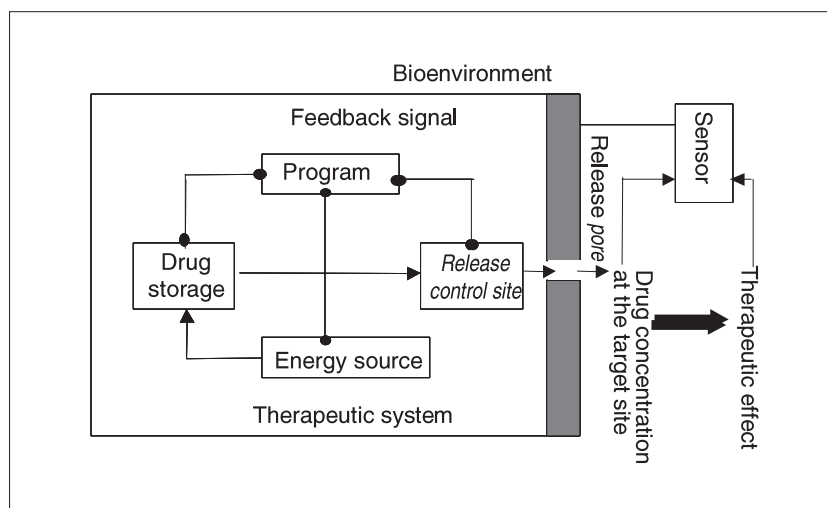 Bioenvironment
Feedback signal
Program
Drug
storage
Release
control site
Energy source
Therapeutic system
Release pore
Sensor
Drug concentration
at the target
site
Therapeutic effect